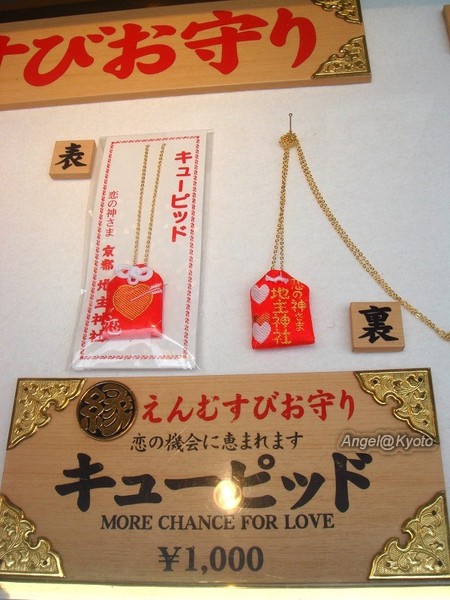 すびお守り
表
キューピッド
恋の神さま 京都 地主神社
恋の神さま
地主神社
裏
えんむすびお守り
恋の機会に恵まれます
キューピッド
MORE CHANCE FOR LOVE
¥1,000
Angel@Kyoto